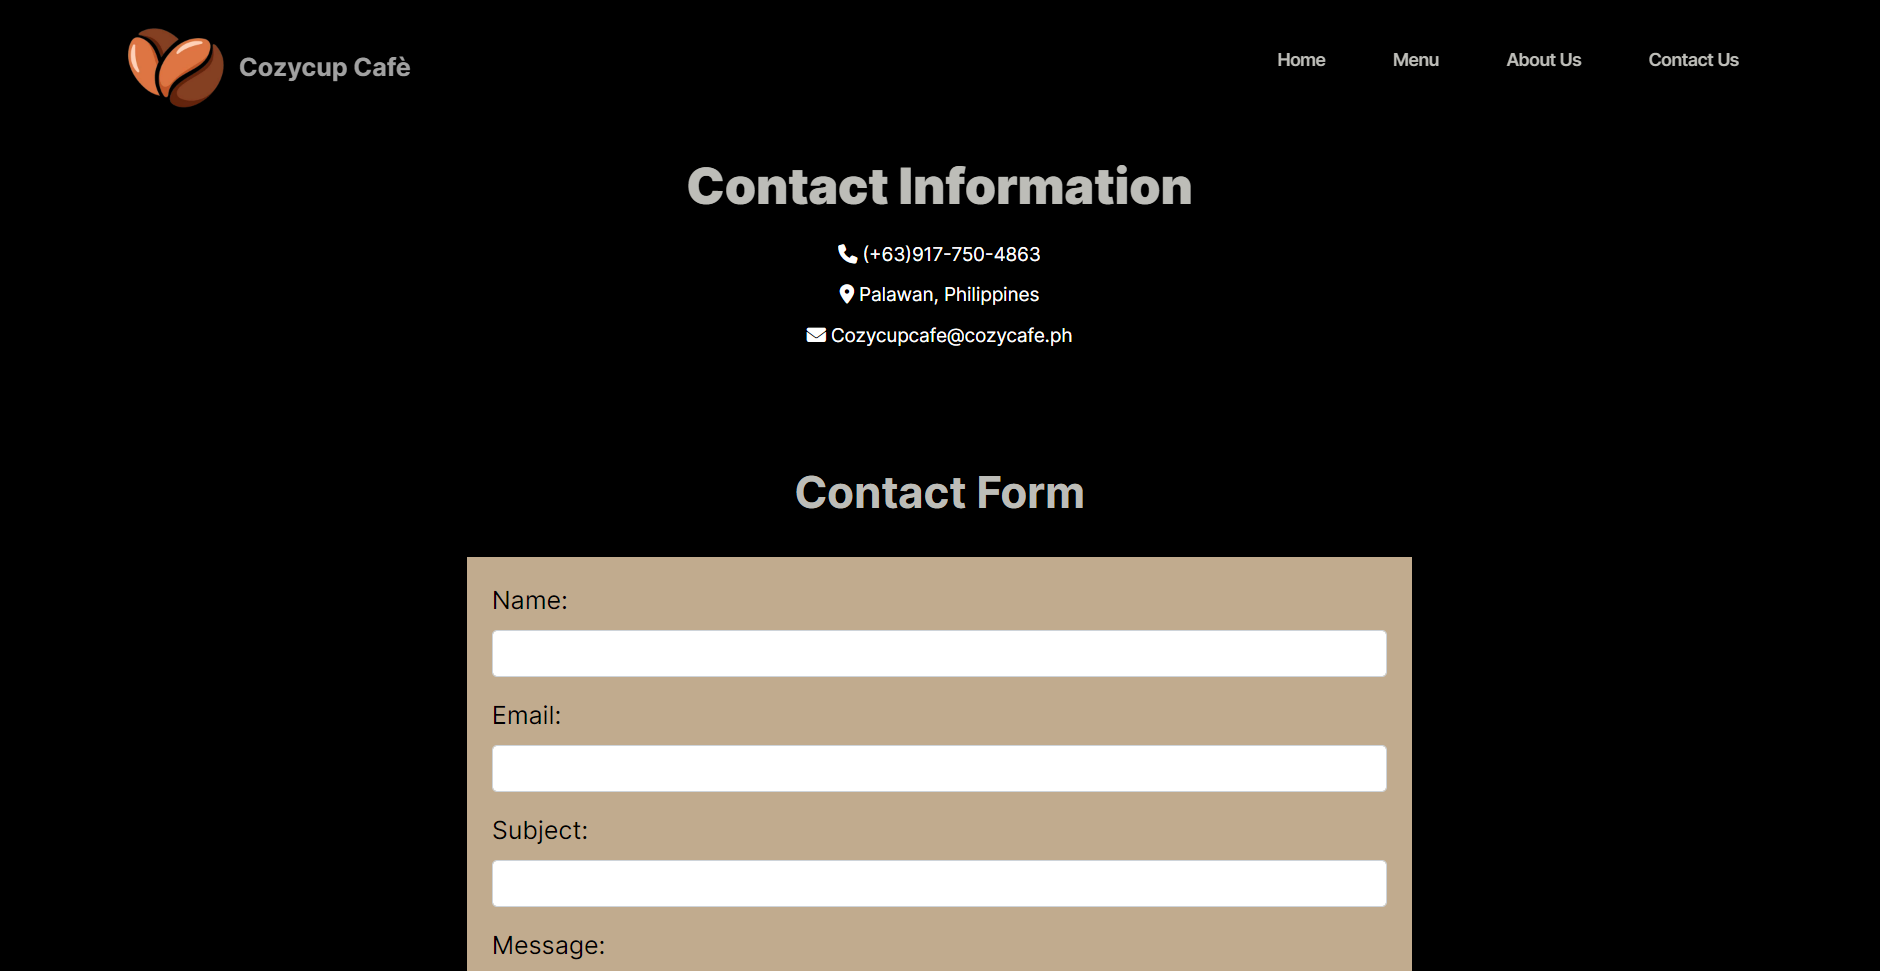 Cozycup Cafè
Home Menu About Us Contact Us
Contact Information
(+63)917-750-4863
Palawan, Philippines
Cozycupcafe@cozycafe.ph
Contact Form
Name:
Email:
Subject:
Message: